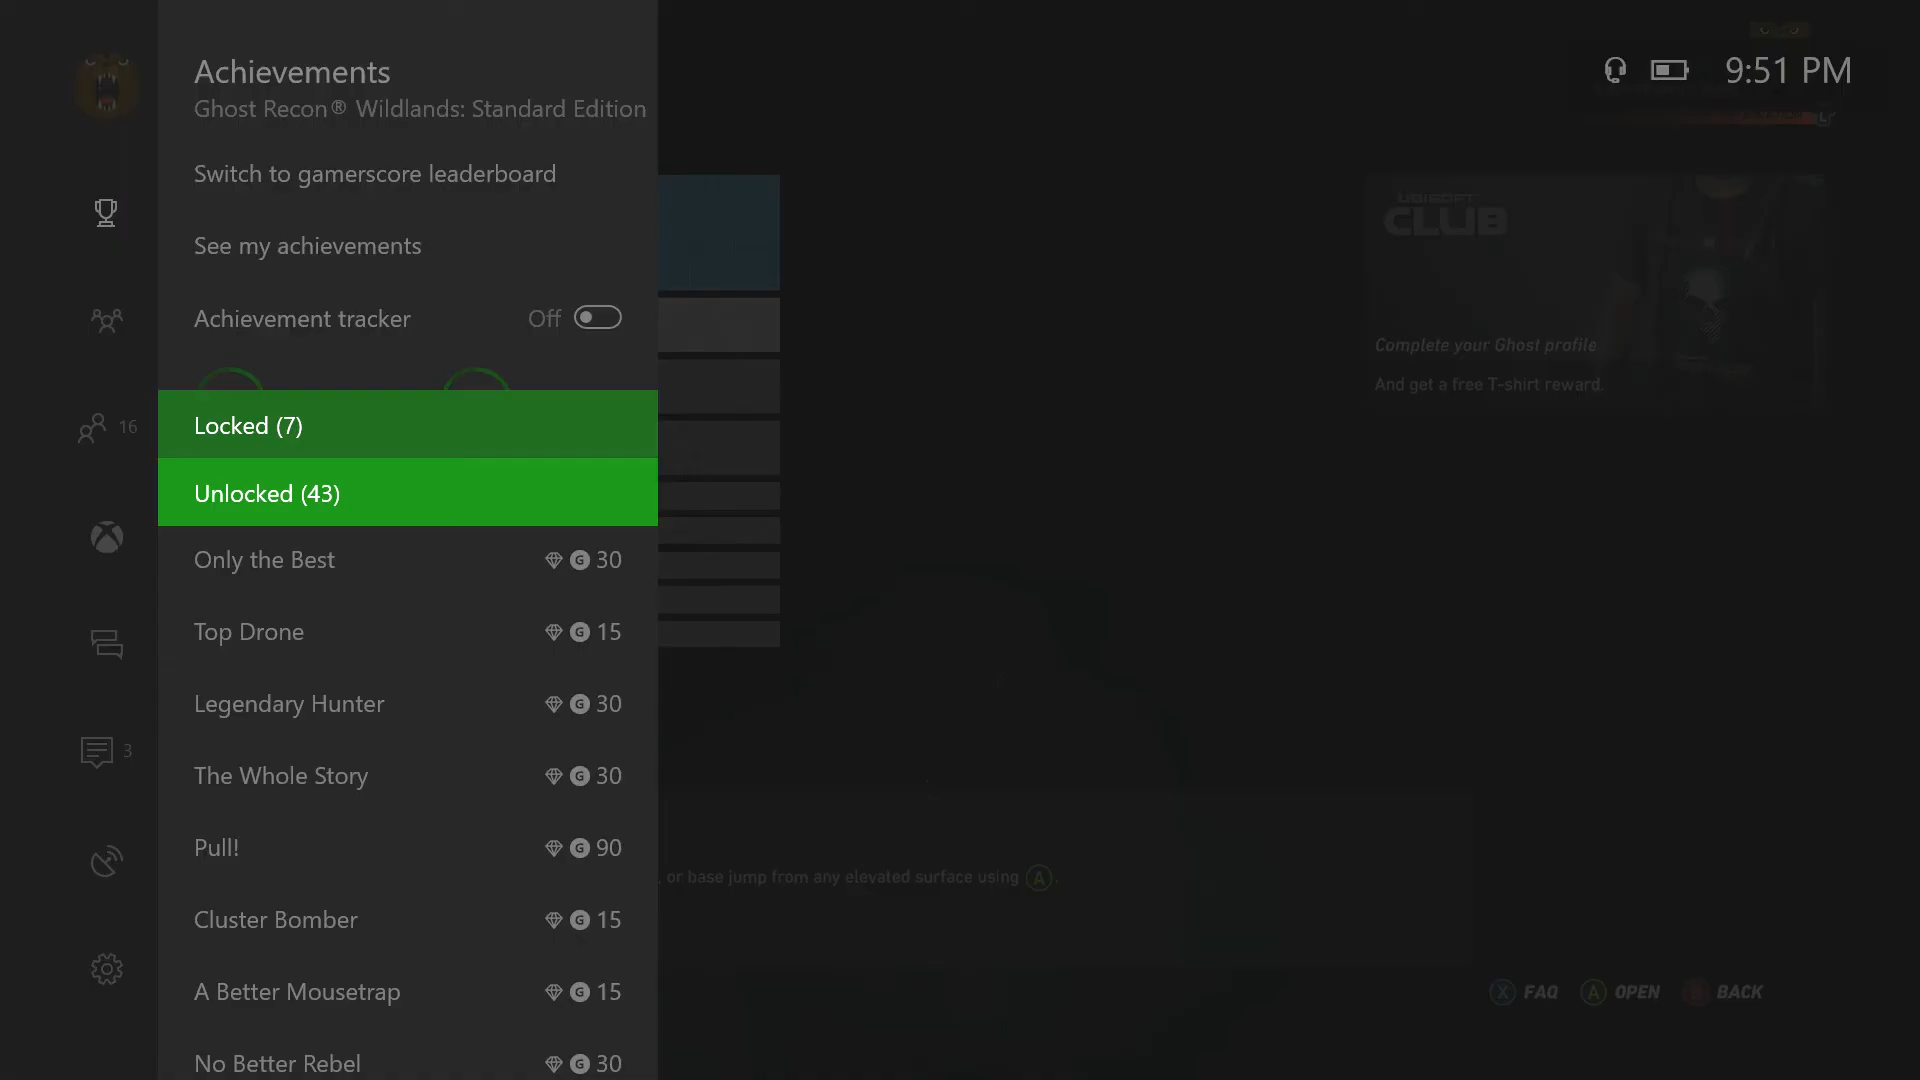 Achievements
Ghost Recon® Wildlands: Standard Edition
9:51 PM
Switch to gamerscore leaderboard
See my achievements
Achievement tracker Off
Locked (7)
Unlocked (43)
Only the Best G 30
Top Drone G 15
Legendary Hunter G 30
The Whole Story G 30
Pull! G 90
Cluster Bomber G 15
A Better Mousetrap G 15
No Better Rebel G 30
16
3
UBISOFT
CLUB
Complete your Ghost profile
And get a free T-shirt reward.
, or base jump from any elevated surface using A.
X FAQ A OPEN B BACK